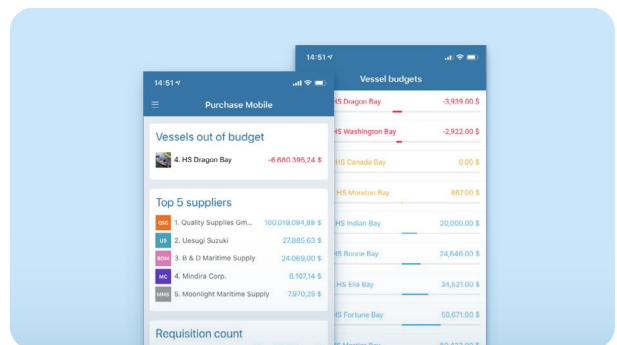 14:51
Vessel budgets
HS Dragon Bay -3,939.00 $
HS Washington Bay -2,922.00 $
HS Canada Bay 0.00 $
HS Moreton Bay 867.00 $
HS Indian Bay 20,000.00 $
HS Bonne Bay 24,646.00 $
HS Ella Bay 34,521.00 $
HS Fortune Bay 50,671.00 $
14:51
Purchase Mobile
Vessels out of budget
4. HS Dragon Bay -6.680.395,24 $
Top 5 suppliers
QSG 1. Quality Supplies Gm... 100.019.094,88 $
US 2. Uesugi Suzuki 27.885,63 $
BDM 3. B & D Maritime Supply 24.069,00 $
MC 4. Mindira Corp. 8.107,14 $
MMS 5. Moonlight Maritime Supply 7.970,25 $
Requisition count